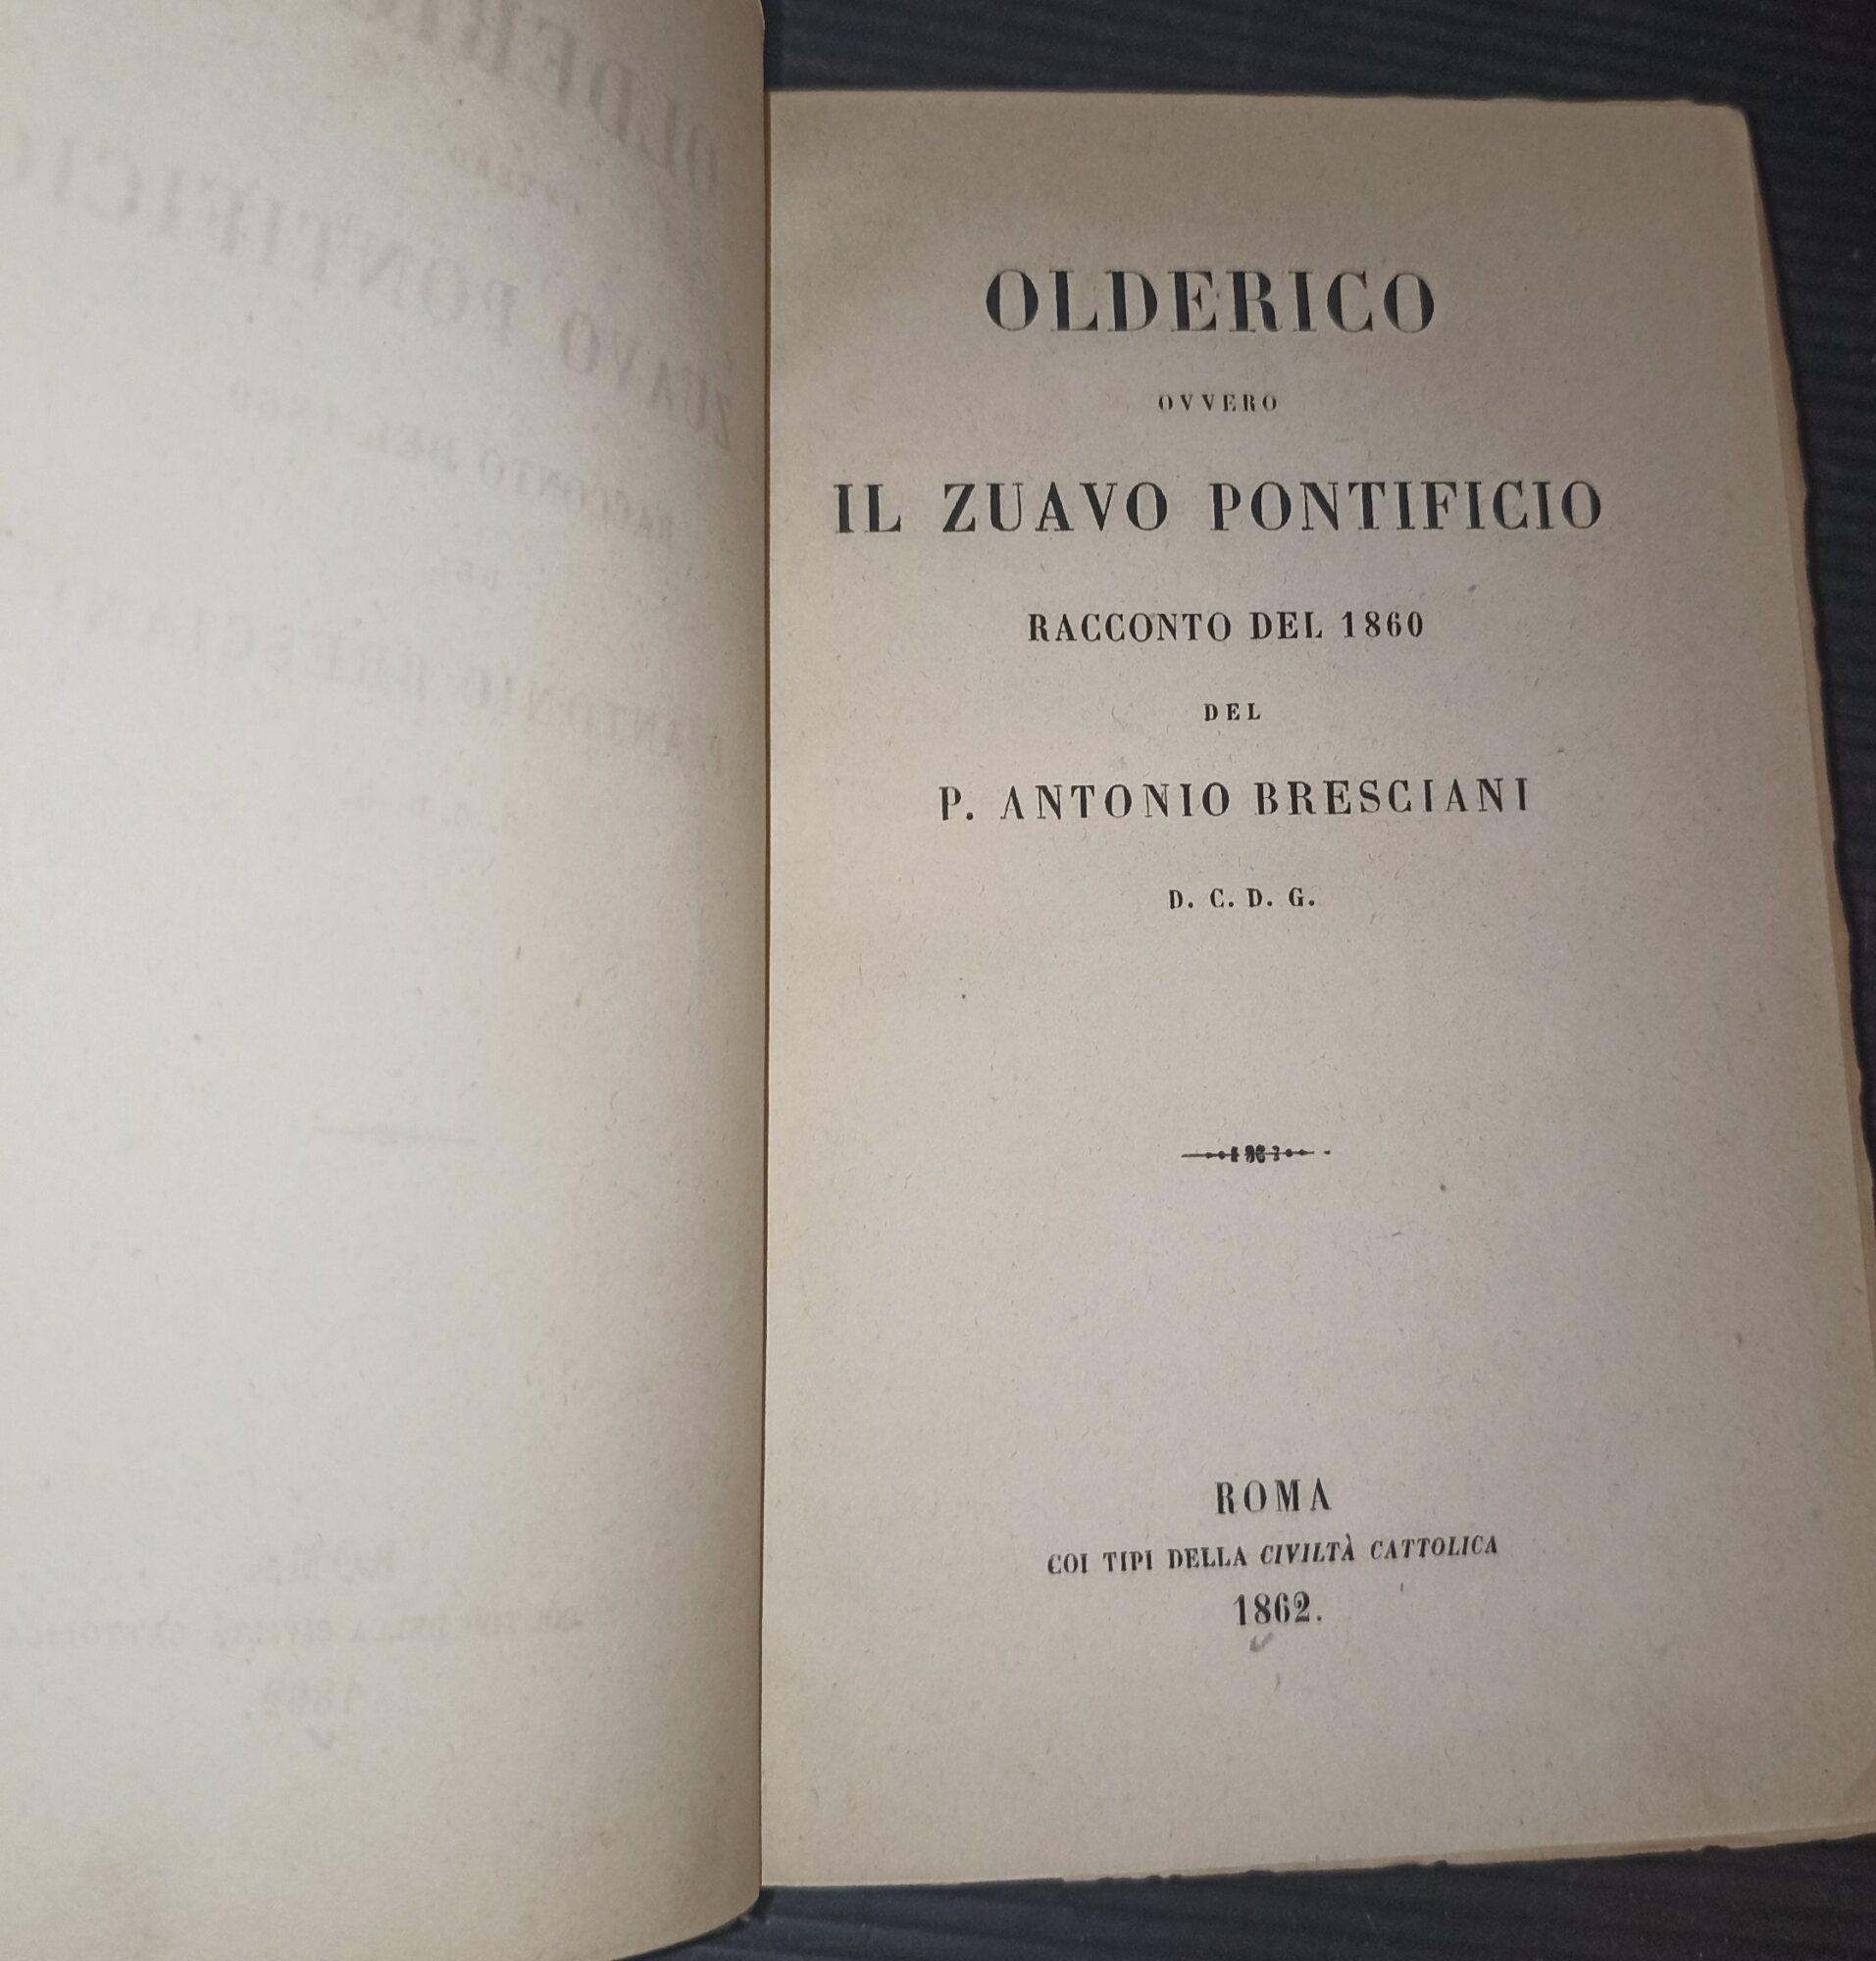 OLDERICO
OVVERO
IL ZUAVO PONTIFICIO
RACCONTO DEL 1860
DEL
P. ANTONIO BRESCIANI
D. C. D. G.
ROMA
COI TIPI DELLA CIVILTÀ CATTOLICA
1862.